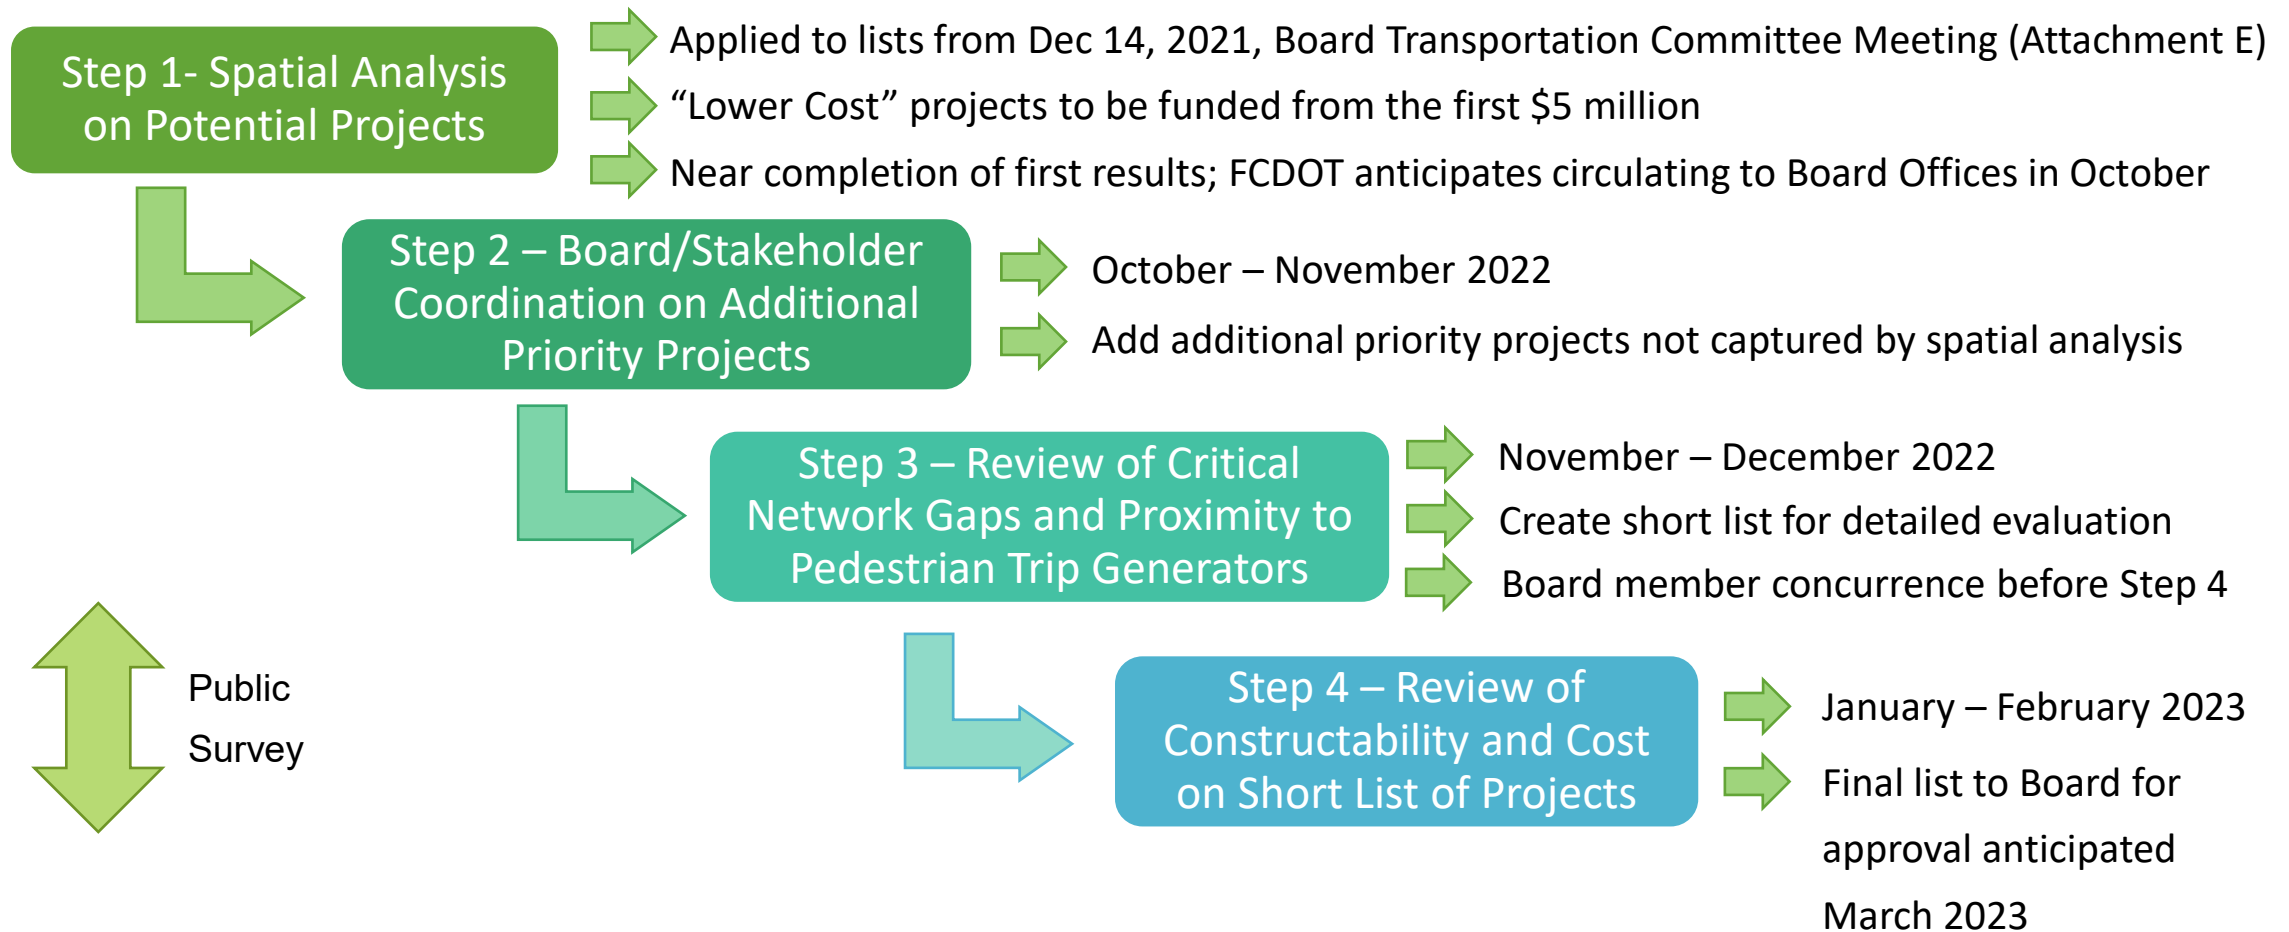 Step 1- Spatial Analysis
on Potential Projects
Applied to lists from Dec 14, 2021, Board Transportation Committee Meeting (Attachment E)
“Lower Cost” projects to be funded from the first $5 million
Near completion of first results; FCDOT anticipates circulating to Board Offices in October
Step 2 – Board/Stakeholder
Coordination on Additional
Priority Projects
October – November 2022
Add additional priority projects not captured by spatial analysis
Step 3 – Review of Critical
Network Gaps and Proximity to
Pedestrian Trip Generators
November – December 2022
Create short list for detailed evaluation
Board member concurrence before Step 4
Public
Survey
Step 4 – Review of
Constructability and Cost
on Short List of Projects
January – February 2023
Final list to Board for
approval anticipated
March 2023